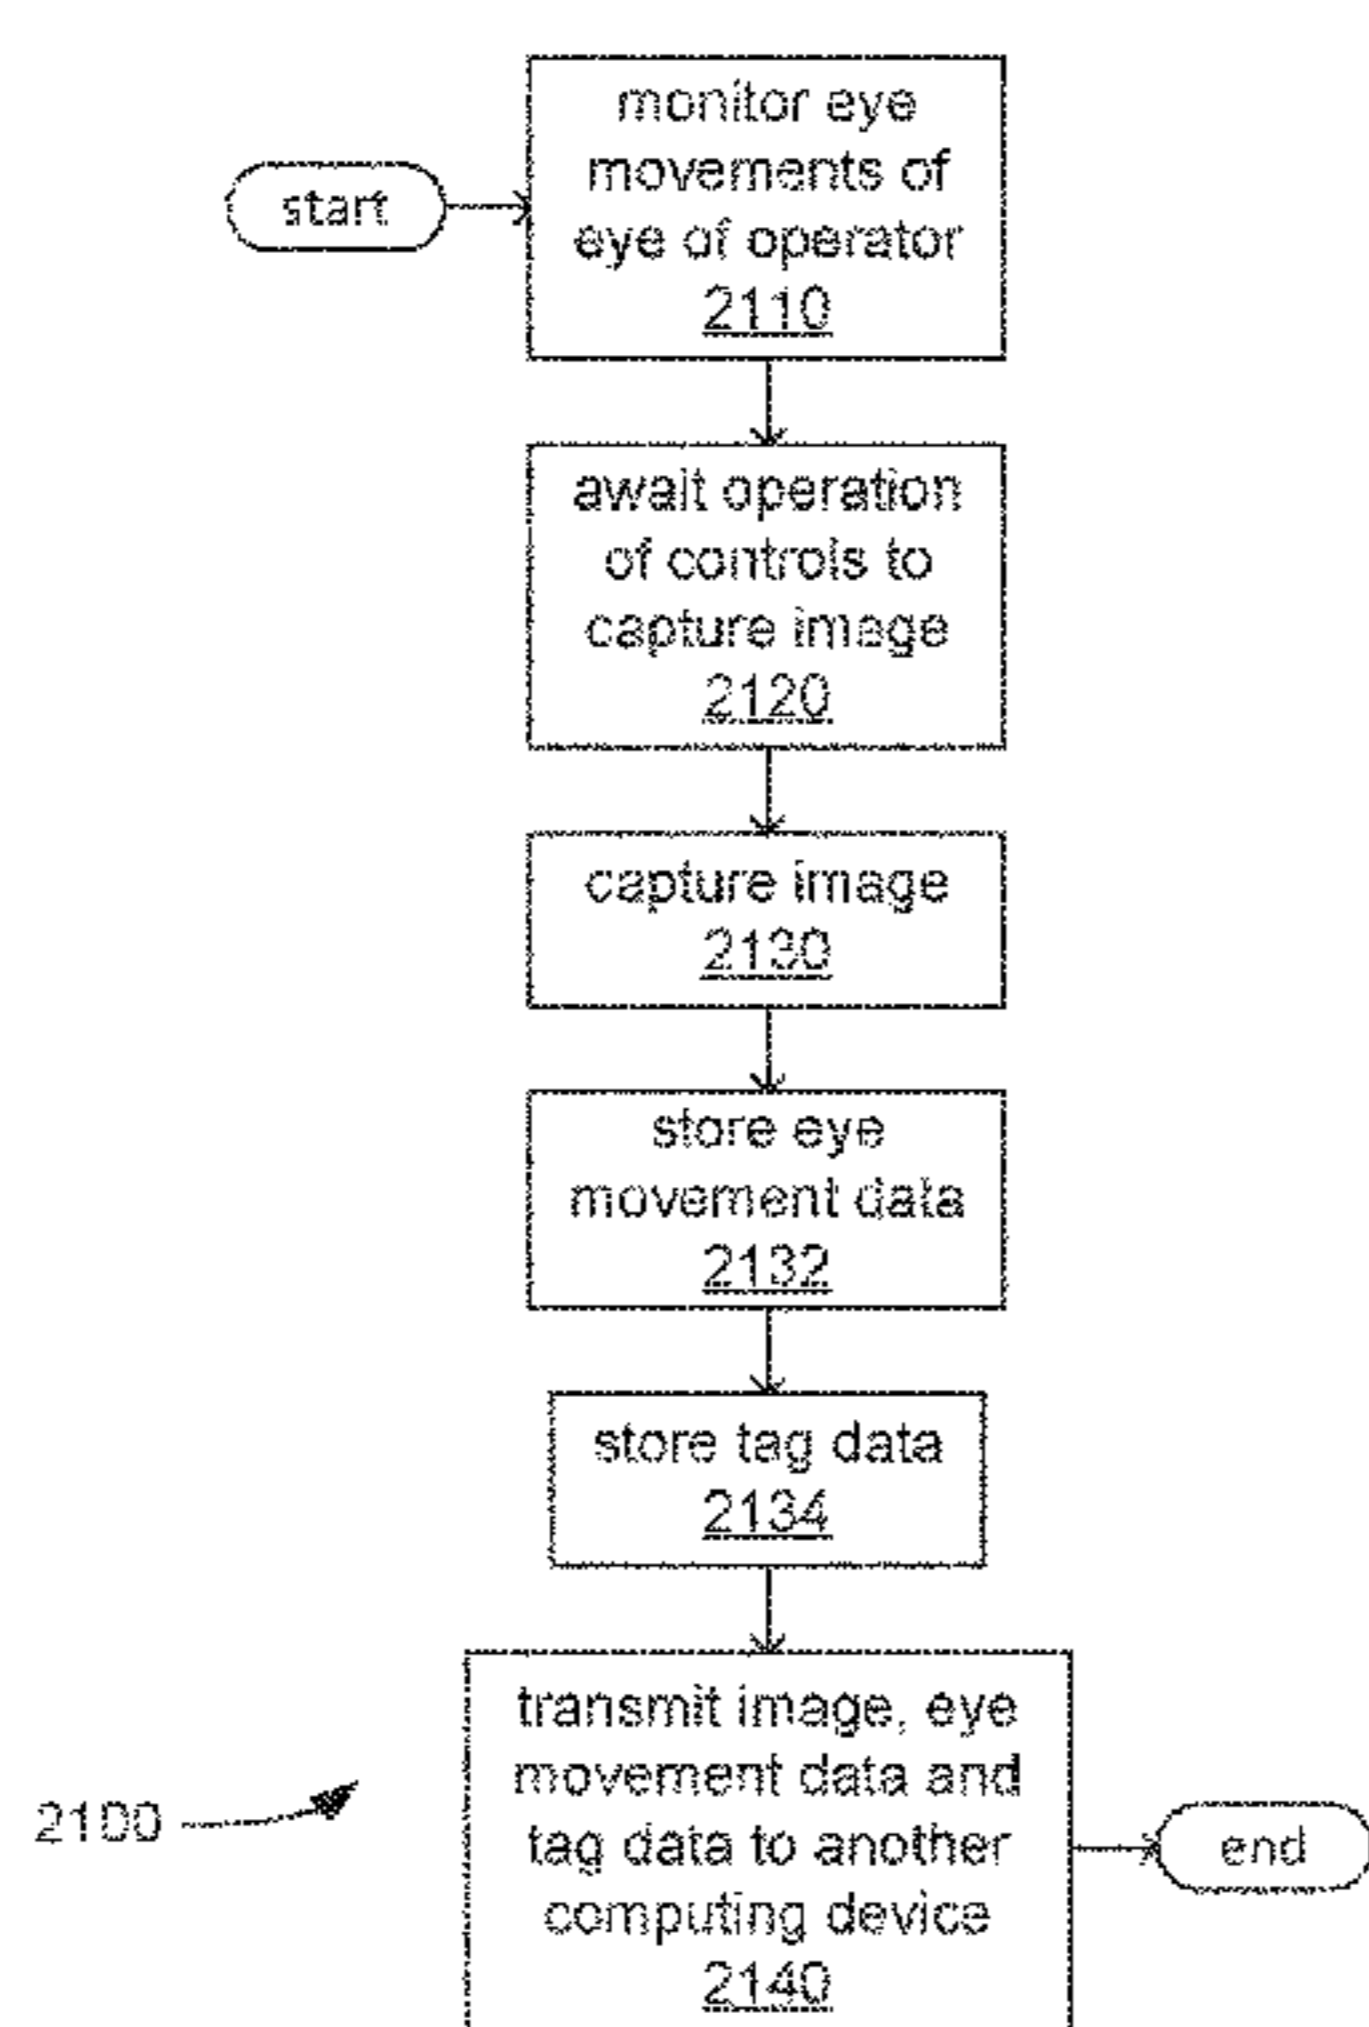 start
monitor eye
movements of
eye of operator
2110
await operation
of controls to
capture image
2120
capture image
2130
store eye
movement data
2132
store tag data
2134
transmit image, eye
movement data and
tag data to another
computing device
2140
2100
end